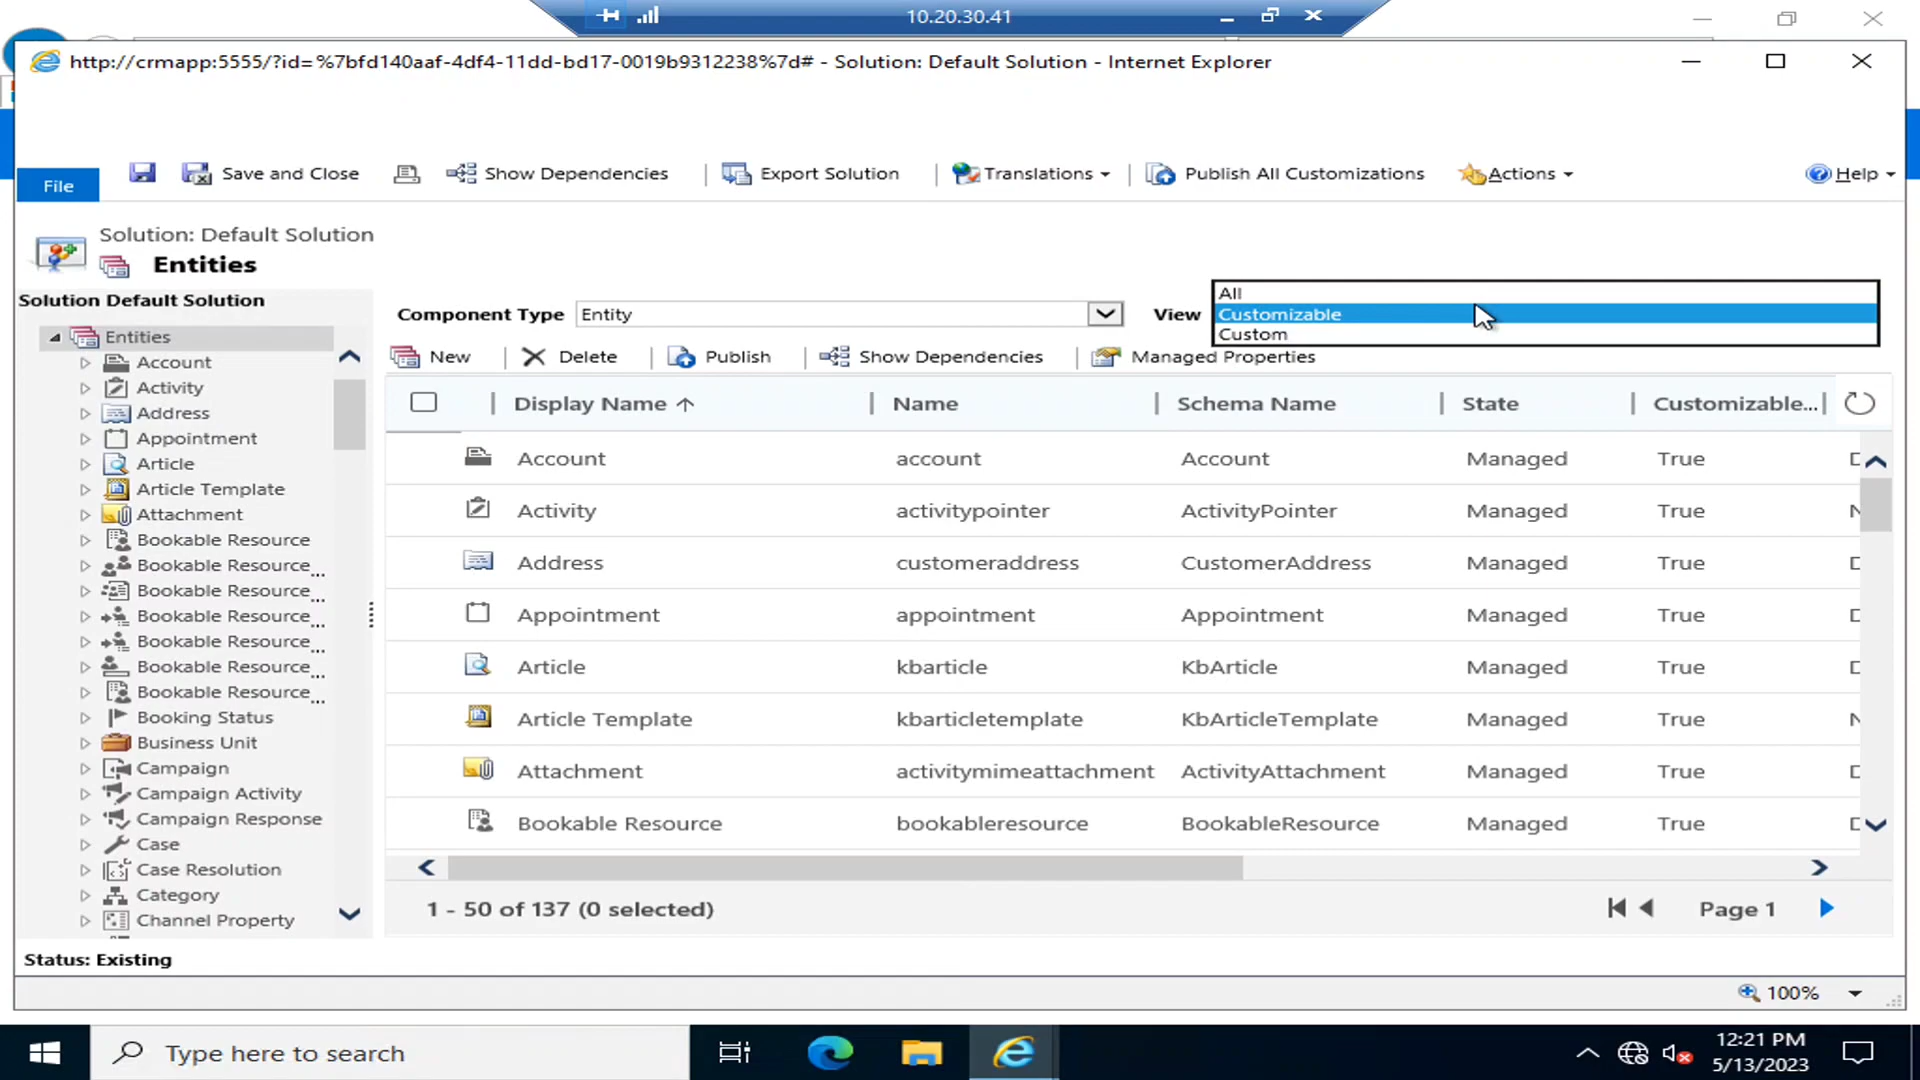 10.20.30.41
http://crmapp:5555/?id=%7bfd140aaf-4df4-11dd-bd17-0019b9312238%7d# - Solution: Default Solution - Internet Explorer
File
Save and Close
Show Dependencies
Export Solution
Translations
Publish All Customizations
Actions
Help
Solution: Default Solution
Entities
Solution Default Solution
Component Type Entity
View
All
Customizable
Custom
New
Delete
Publish
Show Dependencies
Managed Properties
Display Name Name Schema Name State Customizable...
Account account Account Managed True
Activity activitypointer ActivityPointer Managed True
Address customeraddress CustomerAddress Managed True
Appointment appointment Appointment Managed True
Article kbarticle KbArticle Managed True
Article Template kbarticletemplate KbArticleTemplate Managed True
Attachment activitymimeattachment ActivityAttachment Managed True
Bookable Resource bookableresource BookableResource Managed True
1 - 50 of 137 (0 selected)
Page 1
Entities
Account
Activity
Address
Appointment
Article
Article Template
Attachment
Bookable Resource
Bookable Resource...
Bookable Resource...
Bookable Resource...
Bookable Resource...
Bookable Resource...
Bookable Resource...
Booking Status
Business Unit
Campaign
Campaign Activity
Campaign Response
Case
Case Resolution
Category
Channel Property
Status: Existing
100%
Type here to search
12:21 PM
5/13/2023